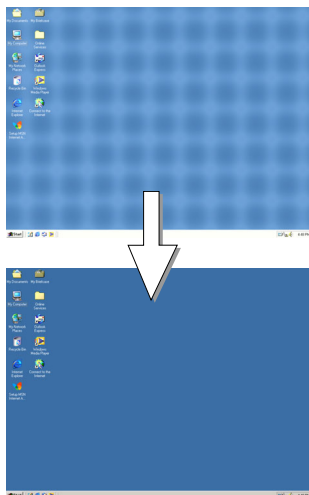 My Documents My Briefcase
My Computer Online
Services
My Network Outlook
Places Express
Recycle Bin Windows
Media Player
Internet Connect to the
Explorer Internet
Setup MSN
Internet A...
Start
My Documents My Briefcase
My Computer Online
Services
My Network Outlook
Places Express
Recycle Bin Windows
Media Player
Internet Connect to the
Explorer Internet
Setup MSN
Internet A...
Start